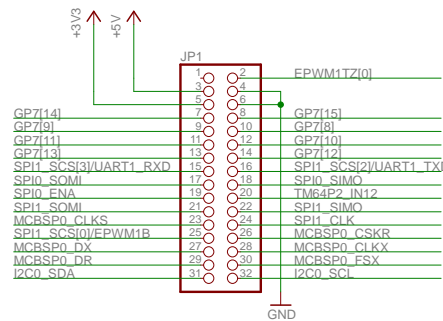 +3V3
+5V
JP1
1 2 EPWM1TZ[0]
3 4
5 6
GP7[14] 7 8 GP7[15]
GP7[9] 9 10 GP7[8]
GP7[11] 11 12 GP7[10]
GP7[13] 13 14 GP7[12]
SPI1_SCS[3]/UART1_RXD 15 16 SPI1_SCS[2]/UART1_TXD
SPI0_SOMI 17 18 SPI0_SIMO
SPI0_ENA 19 20 TM64P2_IN12
SPI1_SOMI 21 22 SPI1_SIMO
MCBSP0_CLKS 23 24 SPI1_CLK
SPI1_SCS[0]/EPWM1B 25 26 MCBSP0_CSKR
MCBSP0_DX 27 28 MCBSP0_CLKX
MCBSP0_DR 29 30 MCBSP0_FSX
I2C0_SDA 31 32 I2C0_SCL
GND